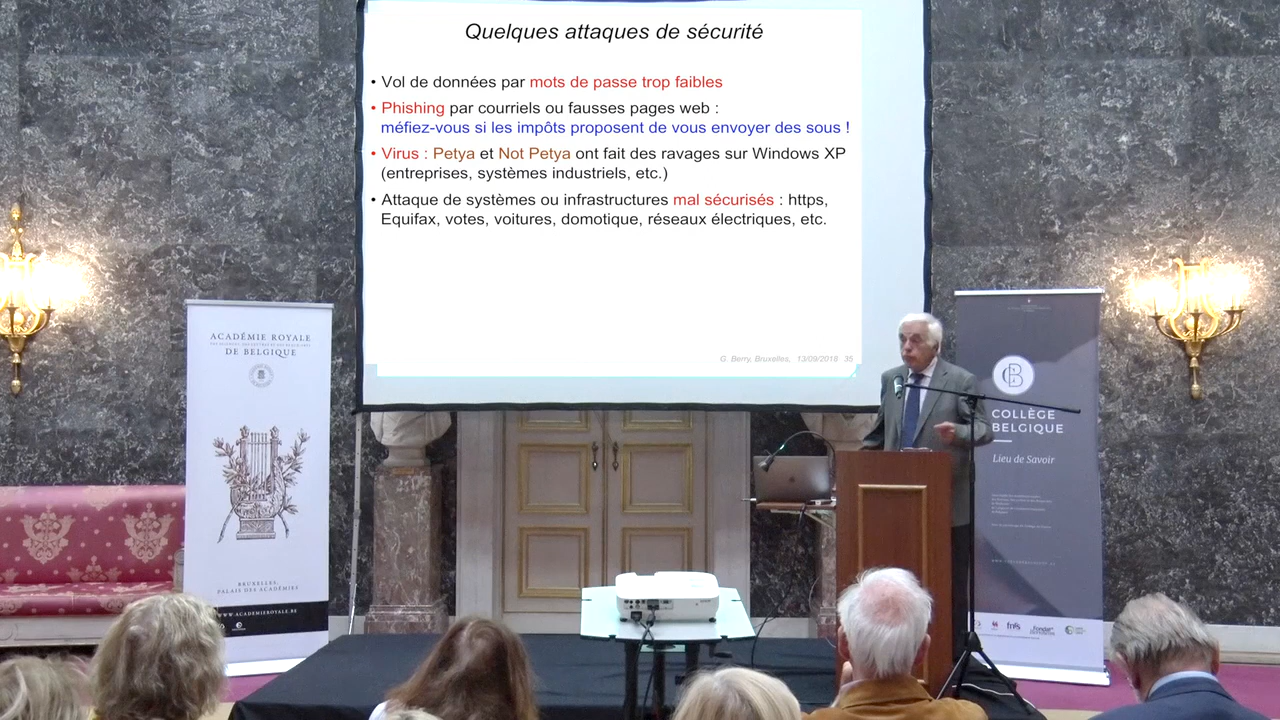 Quelques attaques de sécurité
• Vol de données par mots de passe trop faibles
• Phishing par courriels ou fausses pages web :
méfiez-vous si les impôts proposent de vous envoyer des sous !
• Virus : Petya et Not Petya ont fait des ravages sur Windows XP
(entreprises, systèmes industriels, etc.)
• Attaque de systèmes ou infrastructures mal sécurisés : https,
Equifax, votes, voitures, domotique, réseaux électriques, etc.
G. Berry, Bruxelles, 13/09/2018 35
ACADÉMIE ROYALE
DE BELGIQUE
BRUXELLES,
PALAIS DES ACADÉMIES
WWW.ACADEMIEROYALE.BE
CB
COLLÈGE
BELGIQUE
Lieu de Savoir
fnrs